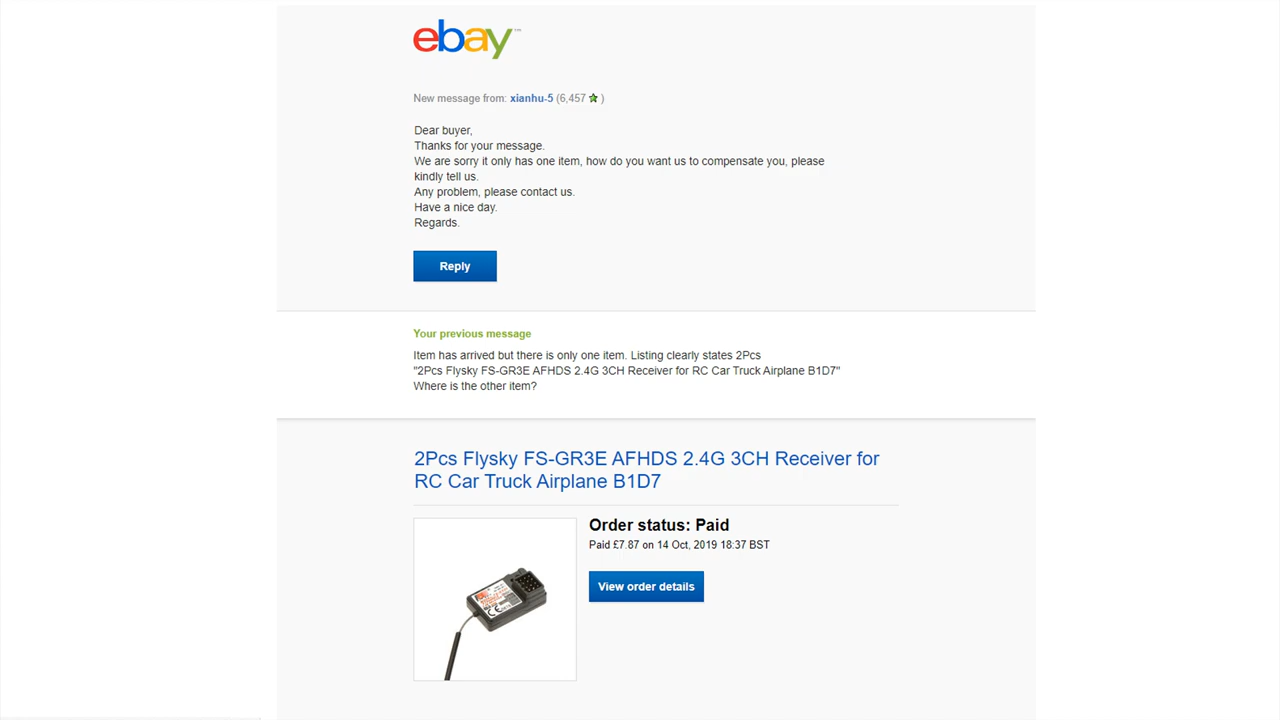 ebay™
New message from: xianhu-5 (6,457 )
Dear buyer,
Thanks for your message.
We are sorry it only has one item, how do you want us to compensate you, please
kindly tell us.
Any problem, please contact us.
Have a nice day.
Regards.
Reply
Your previous message
Item has arrived but there is only one item. Listing clearly states 2Pcs
"2Pcs Flysky FS-GR3E AFHDS 2.4G 3CH Receiver for RC Car Truck Airplane B1D7"
Where is the other item?
2Pcs Flysky FS-GR3E AFHDS 2.4G 3CH Receiver for
RC Car Truck Airplane B1D7
Order status: Paid
Paid £7.87 on 14 Oct, 2019 18:37 BST
View order details
CE